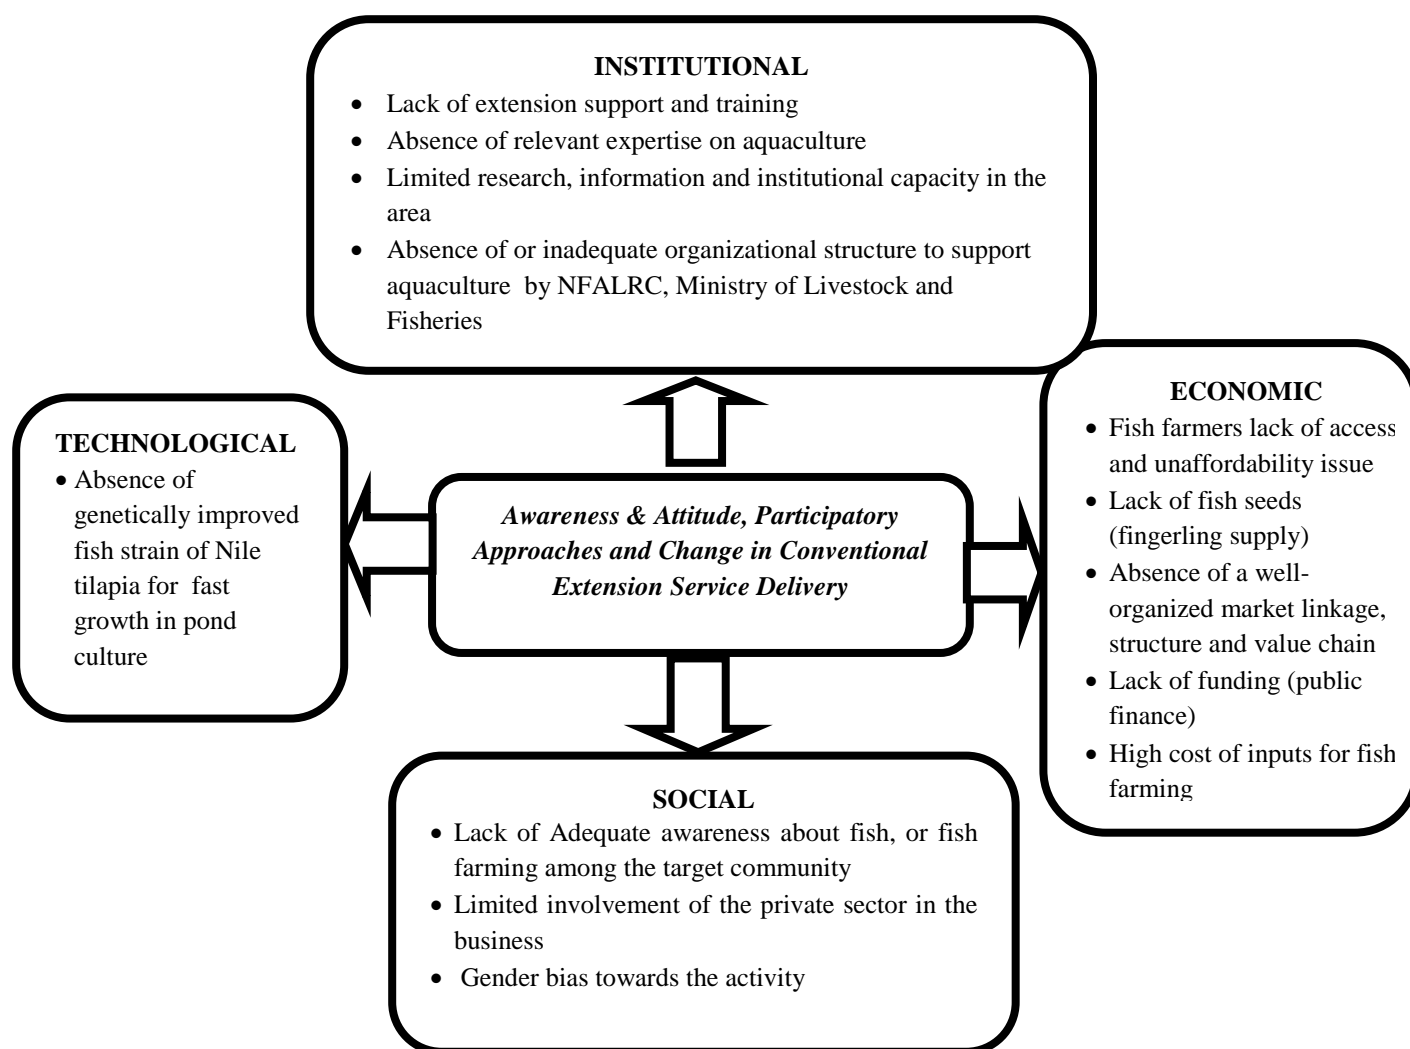 INSTITUTIONAL
• Lack of extension support and training
• Absence of relevant expertise on aquaculture
• Limited research, information and institutional capacity in the
area
• Absence of or inadequate organizational structure to support
aquaculture by NFALRC, Ministry of Livestock and
Fisheries
TECHNOLOGICAL
• Absence of
genetically improved
fish strain of Nile
tilapia for fast
growth in pond
culture
Awareness & Attitude, Participatory
Approaches and Change in Conventional
Extension Service Delivery
ECONOMIC
• Fish farmers lack of access
and unaffordability issue
• Lack of fish seeds
(fingerling supply)
• Absence of a well-
organized market linkage,
structure and value chain
• Lack of funding (public
finance)
• High cost of inputs for fish
farming
SOCIAL
• Lack of Adequate awareness about fish, or fish
farming among the target community
• Limited involvement of the private sector in the
business
• Gender bias towards the activity